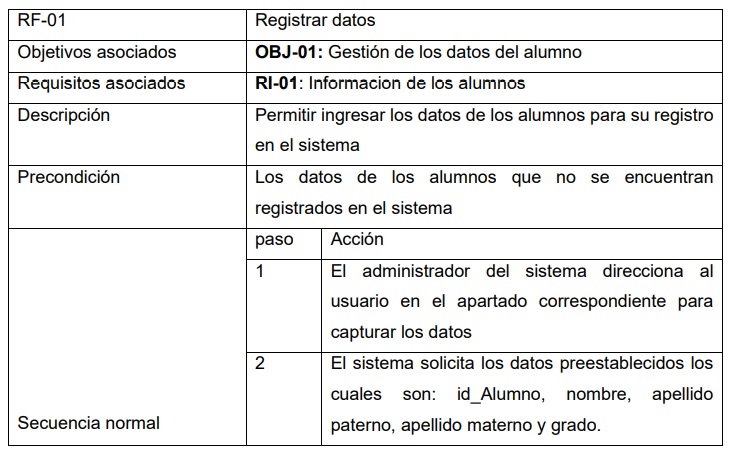 RF-01 Registrar datos
Objetivos asociados OBJ-01: Gestión de los datos del alumno
Requisitos asociados RI-01: Informacion de los alumnos
Descripción Permitir ingresar los datos de los alumnos para su registro
en el sistema
Precondición Los datos de los alumnos que no se encuentran
registrados en el sistema
paso Acción
1 El administrador del sistema direcciona al
usuario en el apartado correspondiente para
capturar los datos
2 El sistema solicita los datos preestablecidos los
cuales son: id_Alumno, nombre, apellido
Secuencia normal paterno, apellido materno y grado.